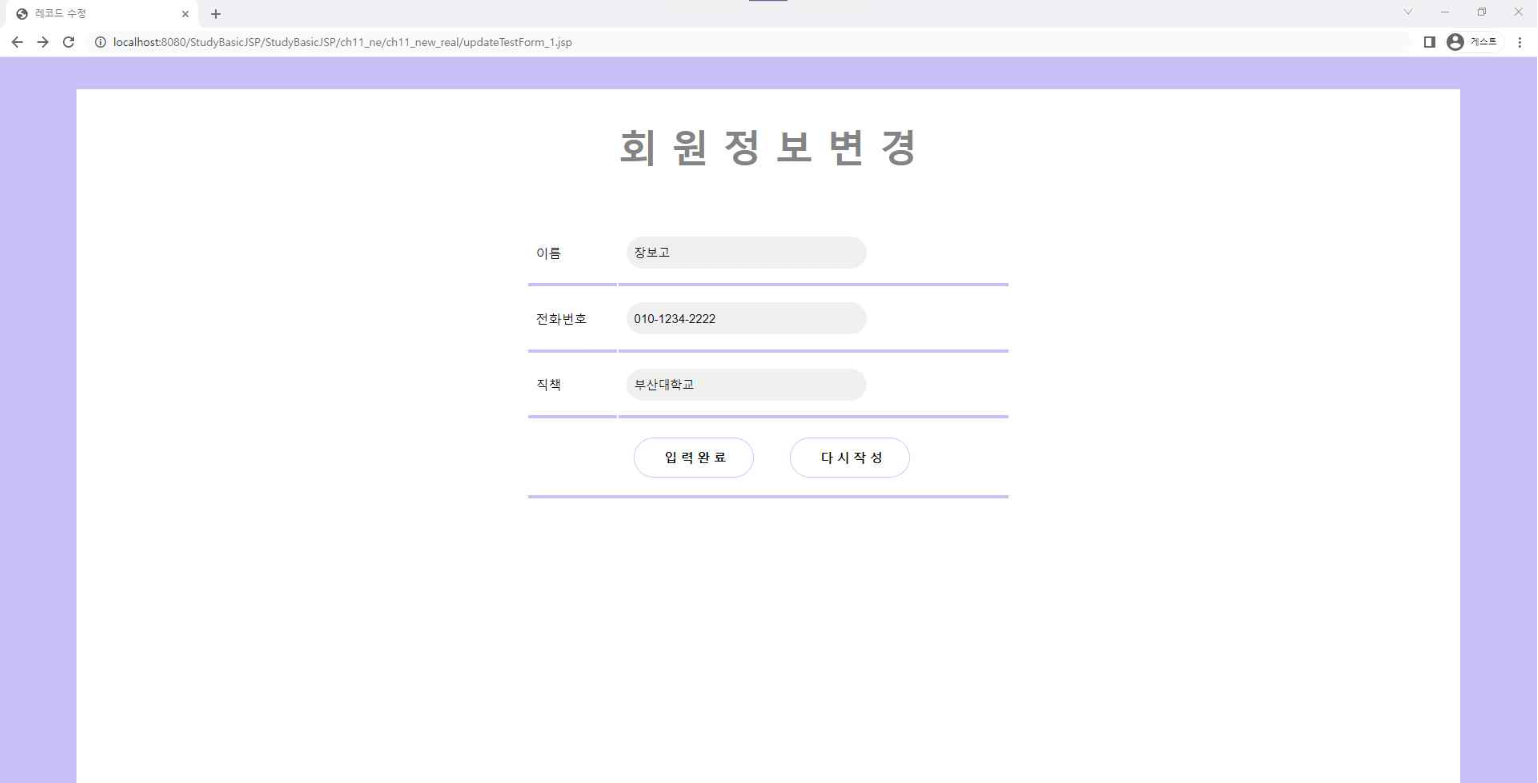 레코드 수정
localhost:8080/StudyBasicJSP/StudyBasicJSP/ch11_ne/ch11_new_real/updateTestForm_1.jsp
게스트
회원정보변경
이름 장보고
전화번호 010-1234-2222
직책 부산대학교
입력완료 다시작성